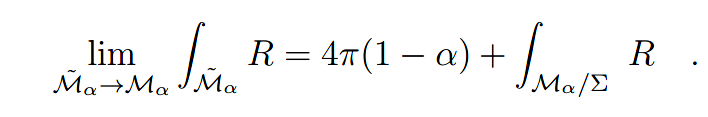 \lim_{\tilde{\mathcal{M}}_\alpha \to \mathcal{M}_\alpha} \int_{\tilde{\mathcal{M}}_\alpha} R = 4\pi(1 - \alpha) + \int_{\mathcal{M}_\alpha/\Sigma} R \quad .